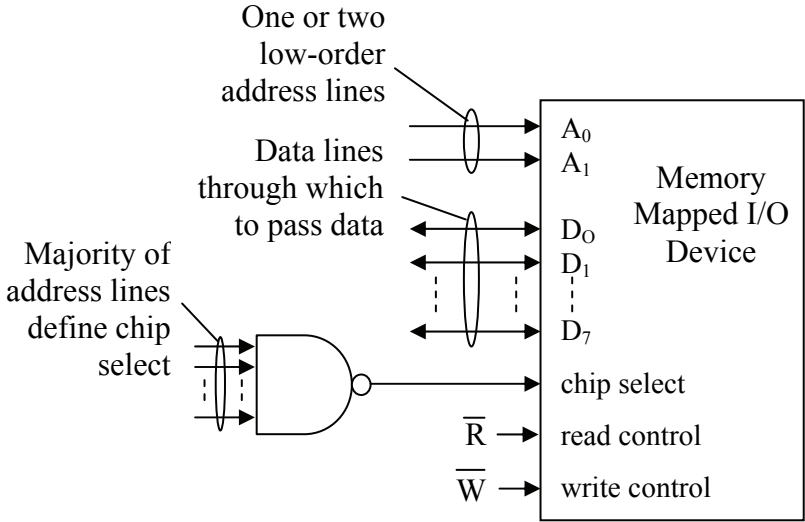 One or two
low-order
address lines
Data lines
through which
to pass data
Majority of
address lines
define chip
select
A₀
A₁
Memory
Mapped I/O
Device
D_O
D₁
D₇
chip select
R̅
read control
W̅
write control